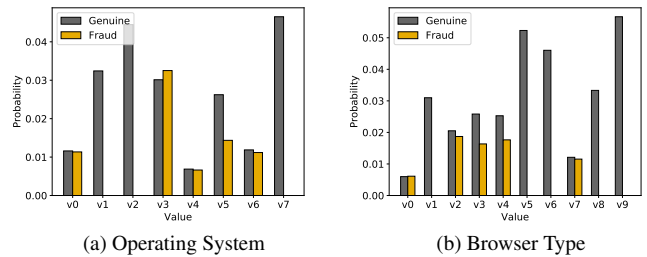 Genuine
Fraud
Probability
0.04
0.03
0.02
0.01
0.00
v0 v1 v2 v3 v4 v5 v6 v7
Value
(a) Operating System
Genuine
Fraud
Probability
0.05
0.04
0.03
0.02
0.01
0.00
v0 v1 v2 v3 v4 v5 v6 v7 v8 v9
Value
(b) Browser Type